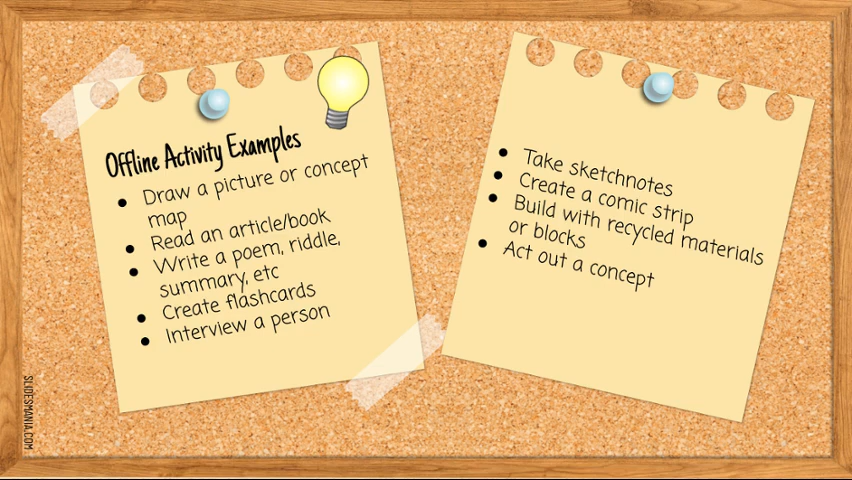 Offline Activity Examples
● Draw a picture or concept
map
● Read an article/book
● Write a poem, riddle,
summary, etc
● Create flashcards
● Interview a person
● Take sketchnotes
● Create a comic strip
● Build with recycled materials
or blocks
● Act out a concept
SLIDESMANIA.COM